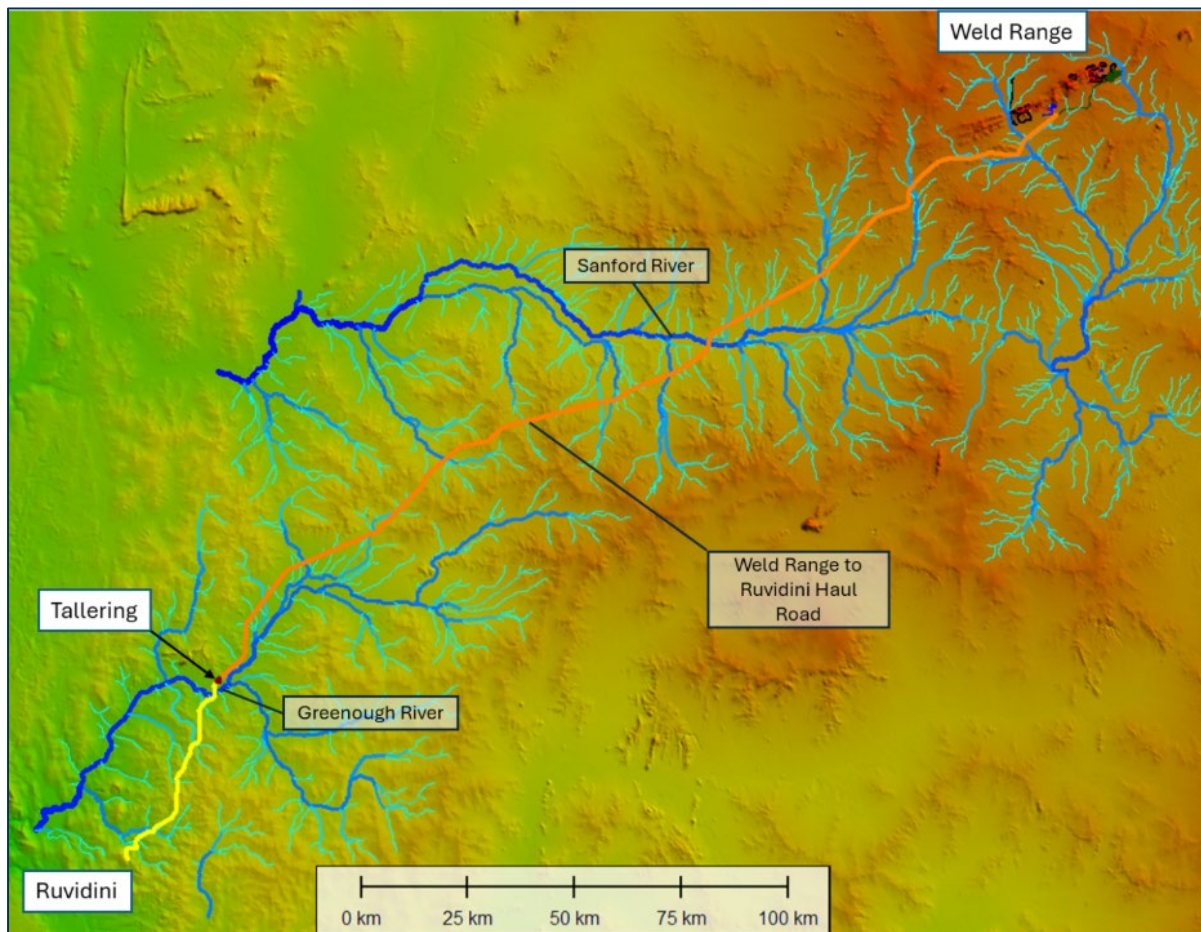 Weld Range
Sanford River
Weld Range to
Ruvidini Haul
Road
Tallering
Greenough River
Ruvidini
0 km 25 km 50 km 75 km 100 km